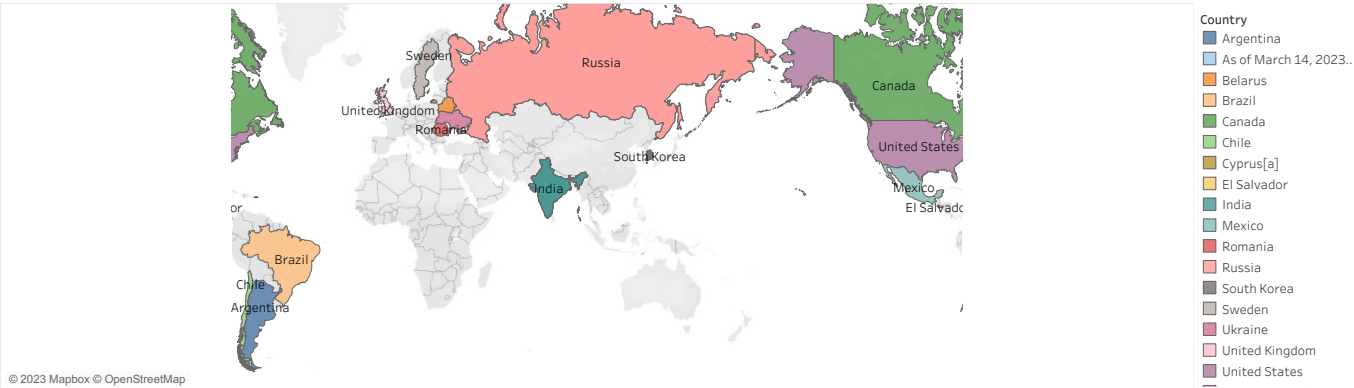 Sweden
Russia
United Kingdom
Romania
South Korea
India
Canada
United States
Mexico
El Salvadc
or
Brazil
Chile
Argentina
© 2023 Mapbox © OpenStreetMap
Country
Argentina
As of March 14, 2023..
Belarus
Brazil
Canada
Chile
Cyprus[a]
El Salvador
India
Mexico
Romania
Russia
South Korea
Sweden
Ukraine
United Kingdom
United States